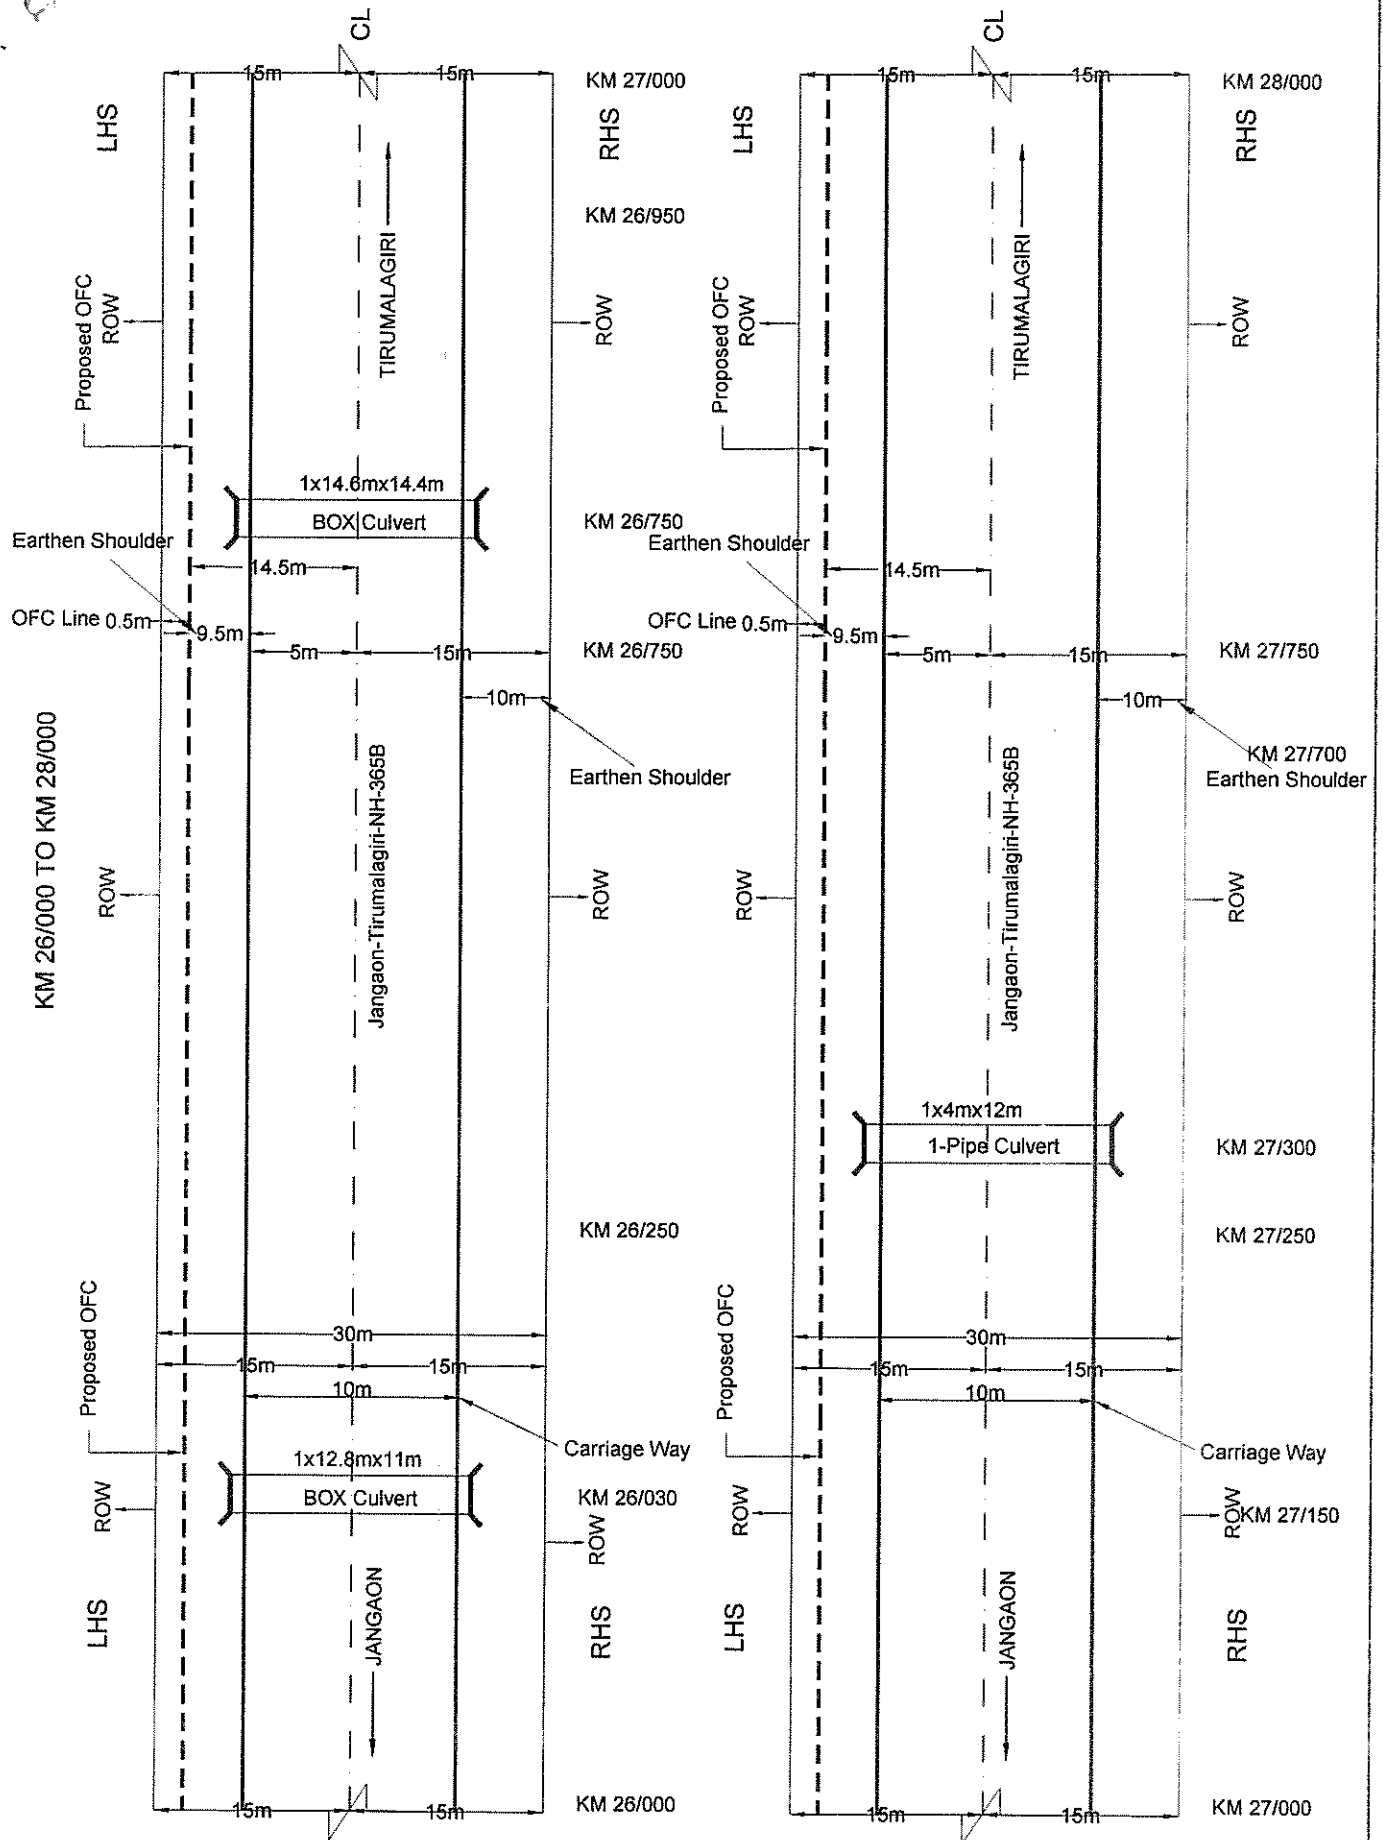 KM 26/000 TO KM 28/000
CL
15m
15m
KM 27/000
LHS
RHS
KM 26/950
Proposed OFC
ROW
TIRUMALAGIRI
ROW
1x14.6mx14.4m
BOX Culvert
KM 26/750
Earthen Shoulder
14.5m
OFC Line 0.5m
9.5m
5m
15m
KM 26/750
10m
Earthen Shoulder
Jangaon-Tirumalagiri-NH-365B
ROW
ROW
KM 26/250
Proposed OFC
30m
15m
15m
10m
Carriage Way
1x12.8mx11m
BOX Culvert
KM 26/030
ROW
ROW
LHS
JANGAON
RHS
15m
15m
KM 26/000
CL
15m
15m
KM 28/000
LHS
RHS
Proposed OFC
ROW
TIRUMALAGIRI
ROW
Earthen Shoulder
14.5m
OFC Line 0.5m
9.5m
5m
15m
KM 27/750
10m
KM 27/700
Earthen Shoulder
Jangaon-Tirumalagiri-NH-365B
ROW
ROW
1x4mx12m
1-Pipe Culvert
KM 27/300
KM 27/250
Proposed OFC
30m
15m
15m
10m
Carriage Way
ROW
ROW
KM 27/150
LHS
JANGAON
RHS
15m
15m
KM 27/000